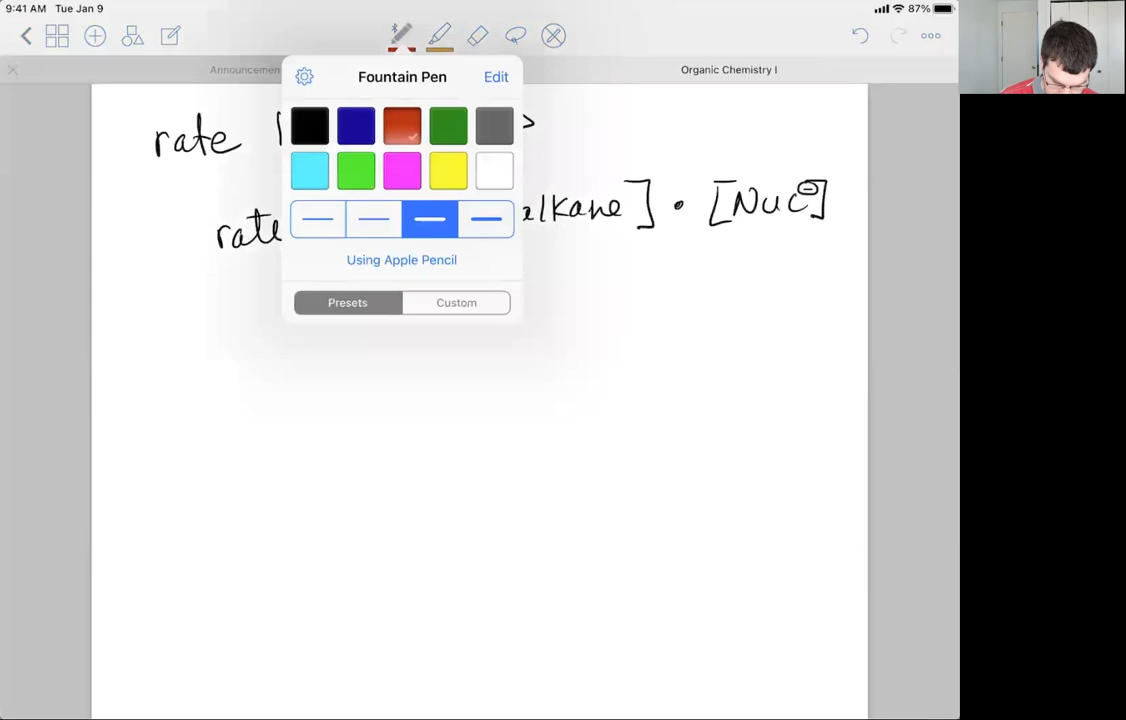 9:41 AM Tue Jan 9 87%
Announcemen Organic Chemistry I
Fountain Pen Edit
rate [ >
rate alkane] • [Nuc⊖]
Using Apple Pencil
Presets Custom